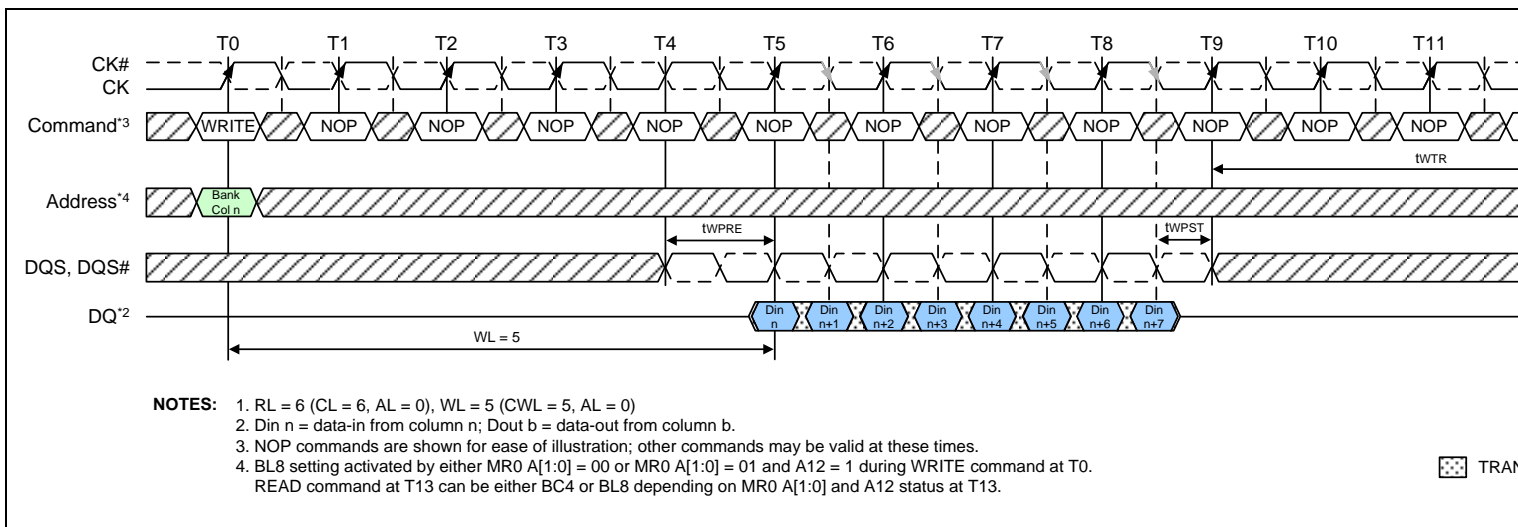 T0 T1 T2 T3 T4 T5 T6 T7 T8 T9 T10 T11
CK#
CK
Command*3 WRITE NOP NOP NOP NOP NOP NOP NOP NOP NOP NOP NOP
tWTR
Address*4 Bank Col n
tWPRE tWPST
DQS, DQS#
DQ*2 Din n Din n+1 Din n+2 Din n+3 Din n+4 Din n+5 Din n+6 Din n+7
WL = 5
NOTES: 1. RL = 6 (CL = 6, AL = 0), WL = 5 (CWL = 5, AL = 0)
2. Din n = data-in from column n; Dout b = data-out from column b.
3. NOP commands are shown for ease of illustration; other commands may be valid at these times.
4. BL8 setting activated by either MR0 A[1:0] = 00 or MR0 A[1:0] = 01 and A12 = 1 during WRITE command at T0.
READ command at T13 can be either BC4 or BL8 depending on MR0 A[1:0] and A12 status at T13.
TRAN